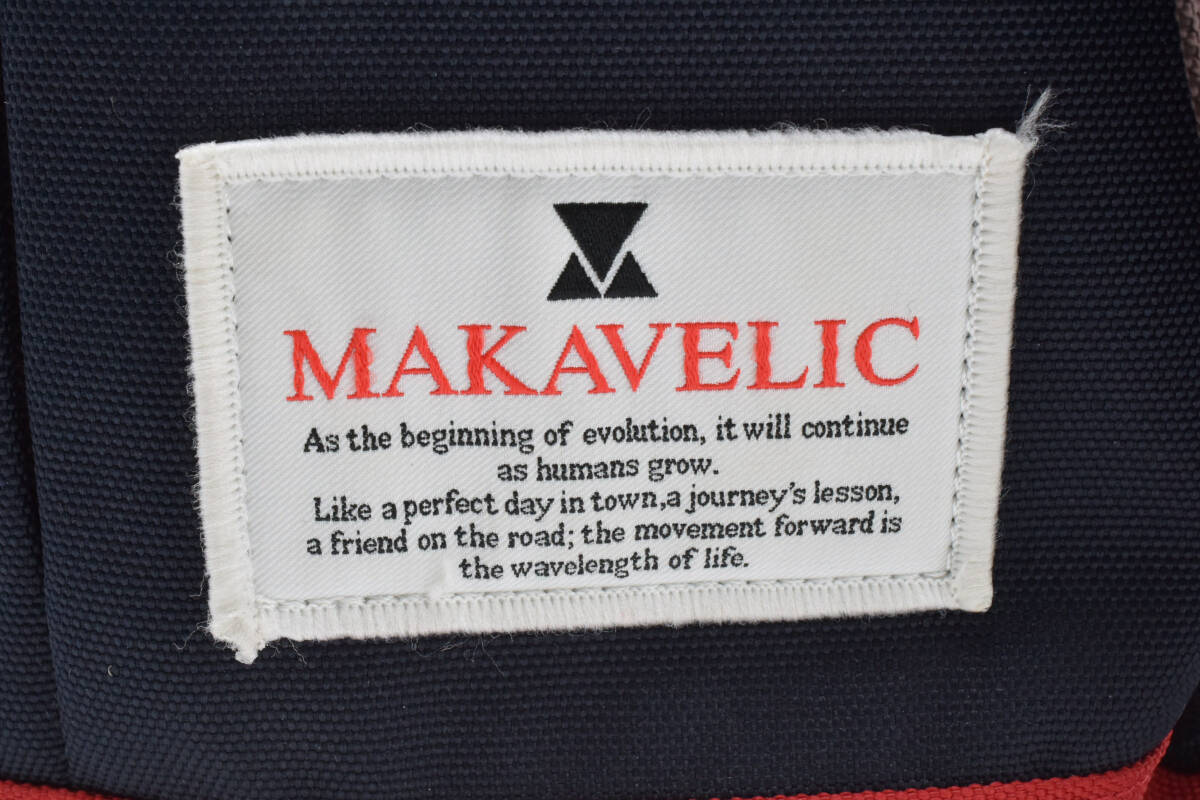 MAKAVELIC
As the beginning of evolution, it will continue
as humans grow.
Like a perfect day in town,a journey's lesson,
a friend on the road; the movement forward is
the wavelength of life.